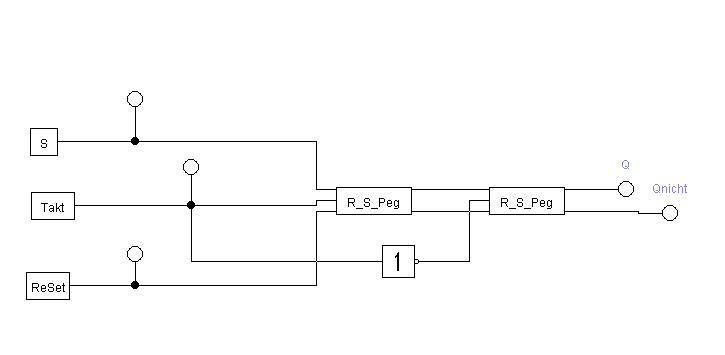 S
Q
Qnicht
Takt
R_S_Peg
R_S_Peg
1
ReSet